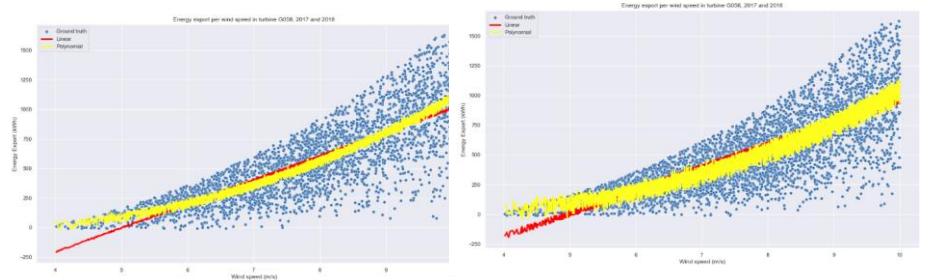 Energy export per wind speed in turbine G058, 2017 and 2018
Ground truth
Linear
Polynomial
Energy Export (kWh)
1500
1250
1000
750
500
250
0
−250
4
5
6
7
8
9
Wind speed (m/s)
Energy export per wind speed in turbine G058, 2017 and 2018
Ground truth
Linear
Polynomial
Energy Export (kWh)
1500
1250
1000
750
500
250
0
−250
4
5
6
7
8
9
10
Wind speed (m/s)